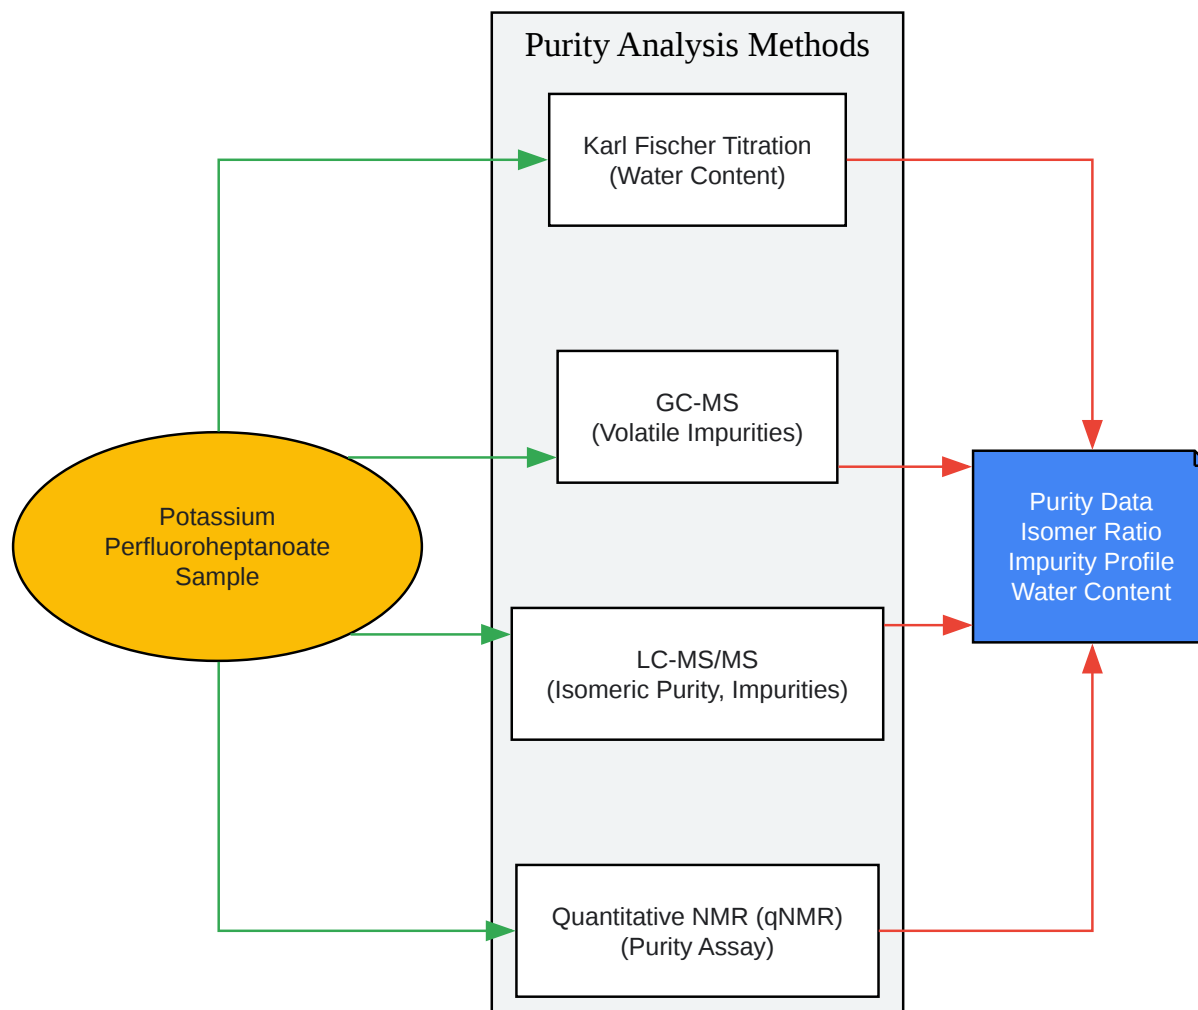 Purity Analysis Methods
Karl Fischer Titration
(Water Content)
GC-MS
(Volatile Impurities)
Potassium
Perfluoroheptanoate
Sample
Purity Data
Isomer Ratio
Impurity Profile
Water Content
LC-MS/MS
(Isomeric Purity, Impurities)
Quantitative NMR (qNMR)
(Purity Assay)